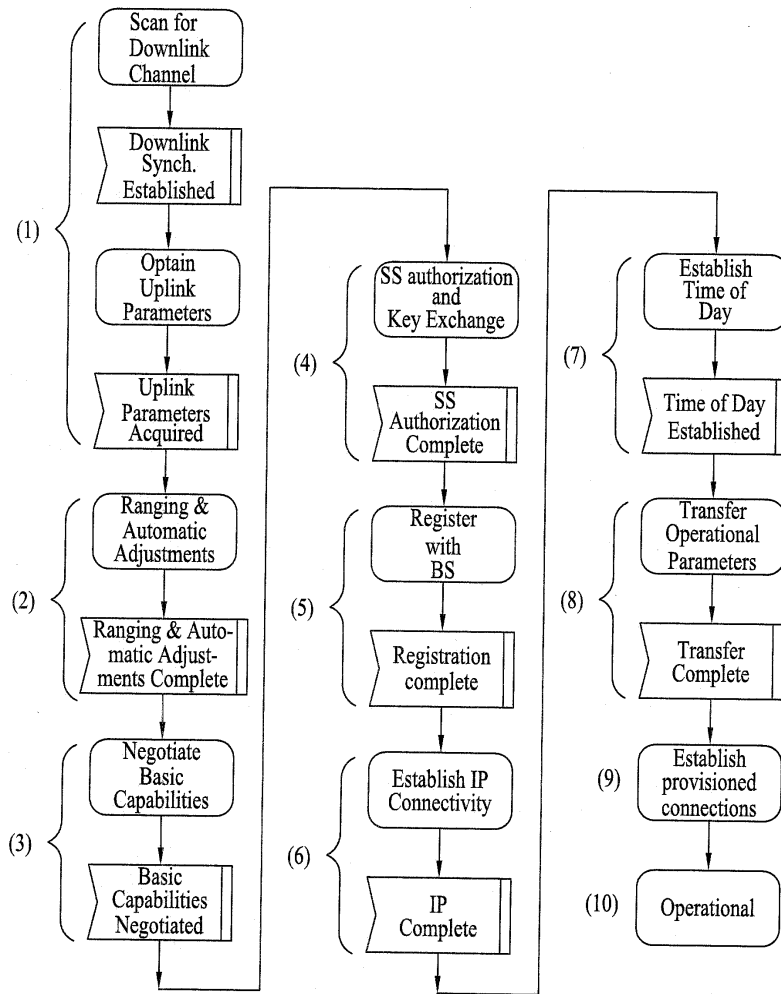 Scan for
Downlink
Channel
Downlink
Synch.
Established
(1)
Optain
Uplink
Parameters
Uplink
Parameters
Acquired
Ranging &
Automatic
Adjustments
(2)
Ranging & Auto-
matic Adjust-
ments Complete
Negotiate
Basic
Capabilities
(3)
Basic
Capabilities
Negotiated
SS authorization
and
Key Exchange
(4)
SS
Authorization
Complete
Register
with
BS
(5)
Registration
complete
Establish IP
Connectivity
(6)
IP
Complete
Establish
Time of
Day
(7)
Time of Day
Established
Transfer
Operational
Parameters
(8)
Transfer
Complete
(9)
Establish
provisioned
connections
(10)
Operational